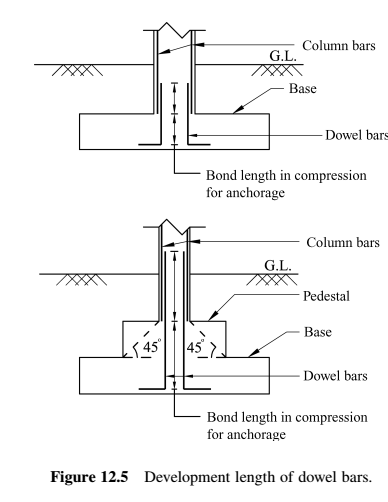 Column bars
G.L.
Base
Dowel bars
Bond length in compression
for anchorage
Column bars
G.L.
Pedestal
45°
45°
Base
Dowel bars
Bond length in compression
for anchorage
Figure 12.5 Development length of dowel bars.